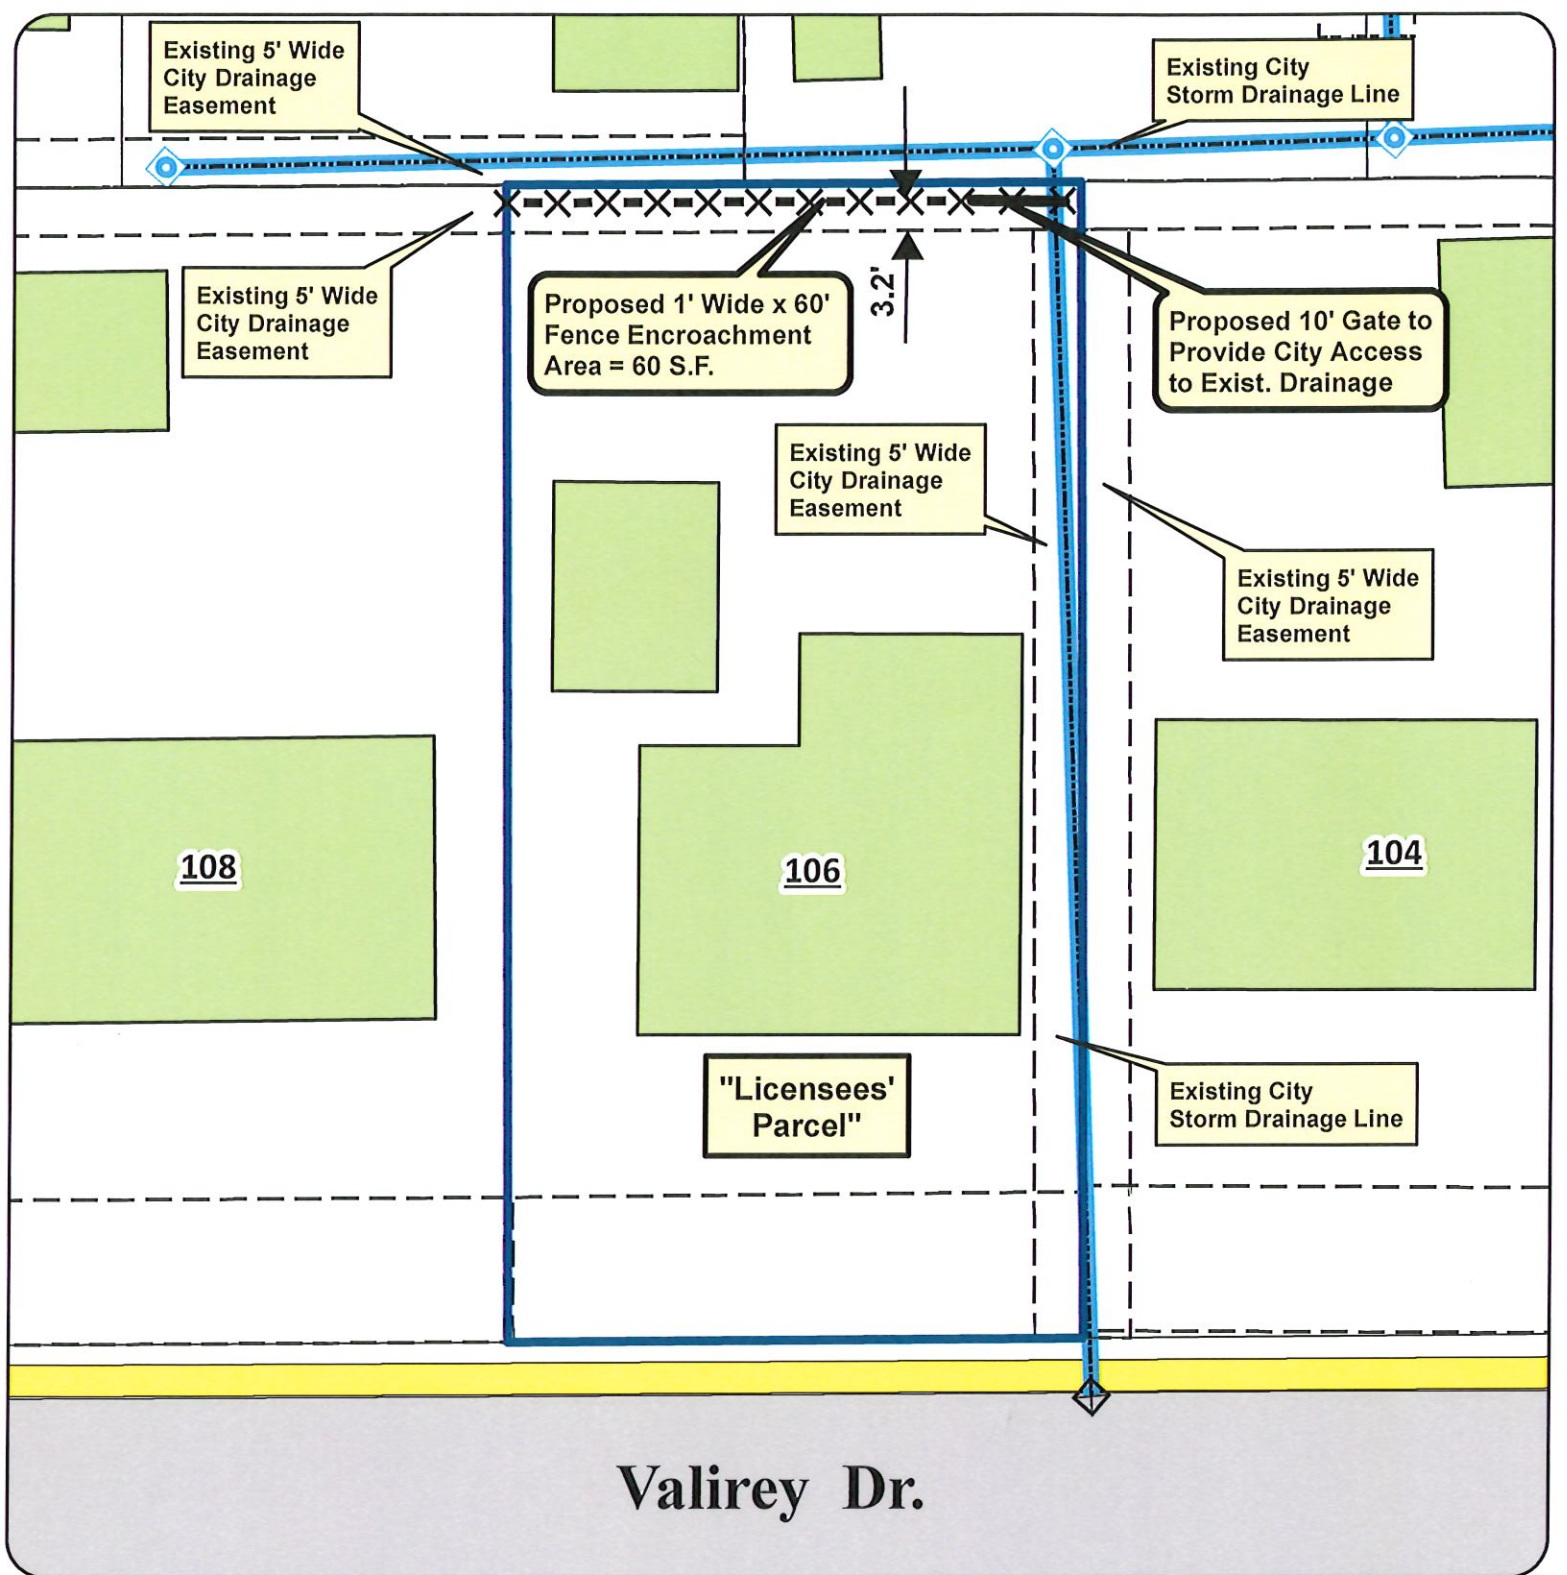 Existing 5' Wide
City Drainage
Easement
Existing City
Storm Drainage Line
Existing 5' Wide
City Drainage
Easement
Proposed 1' Wide x 60'
Fence Encroachment
Area = 60 S.F.
3.2'
Proposed 10' Gate to
Provide City Access
to Exist. Drainage
Existing 5' Wide
City Drainage
Easement
Existing 5' Wide
City Drainage
Easement
108
106
104
"Licensees'
Parcel"
Existing City
Storm Drainage Line
Valirey Dr.